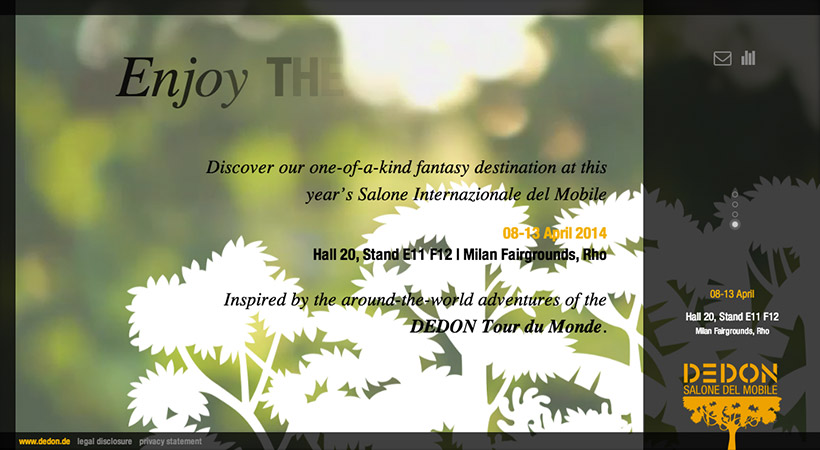 Enjoy THE
Discover our one-of-a-kind fantasy destination at this
year's Salone Internazionale del Mobile
08-13 April 2014
Hall 20, Stand E11 F12 | Milan Fairgrounds, Rho
Inspired by the around-the-world adventures of the
DEDON Tour du Monde.
08-13 April
Hall 20, Stand E11 F12
Milan Fairgrounds, Rho
DEDON
SALONE DEL MOBILE
www.dedon.de legal disclosure privacy statement